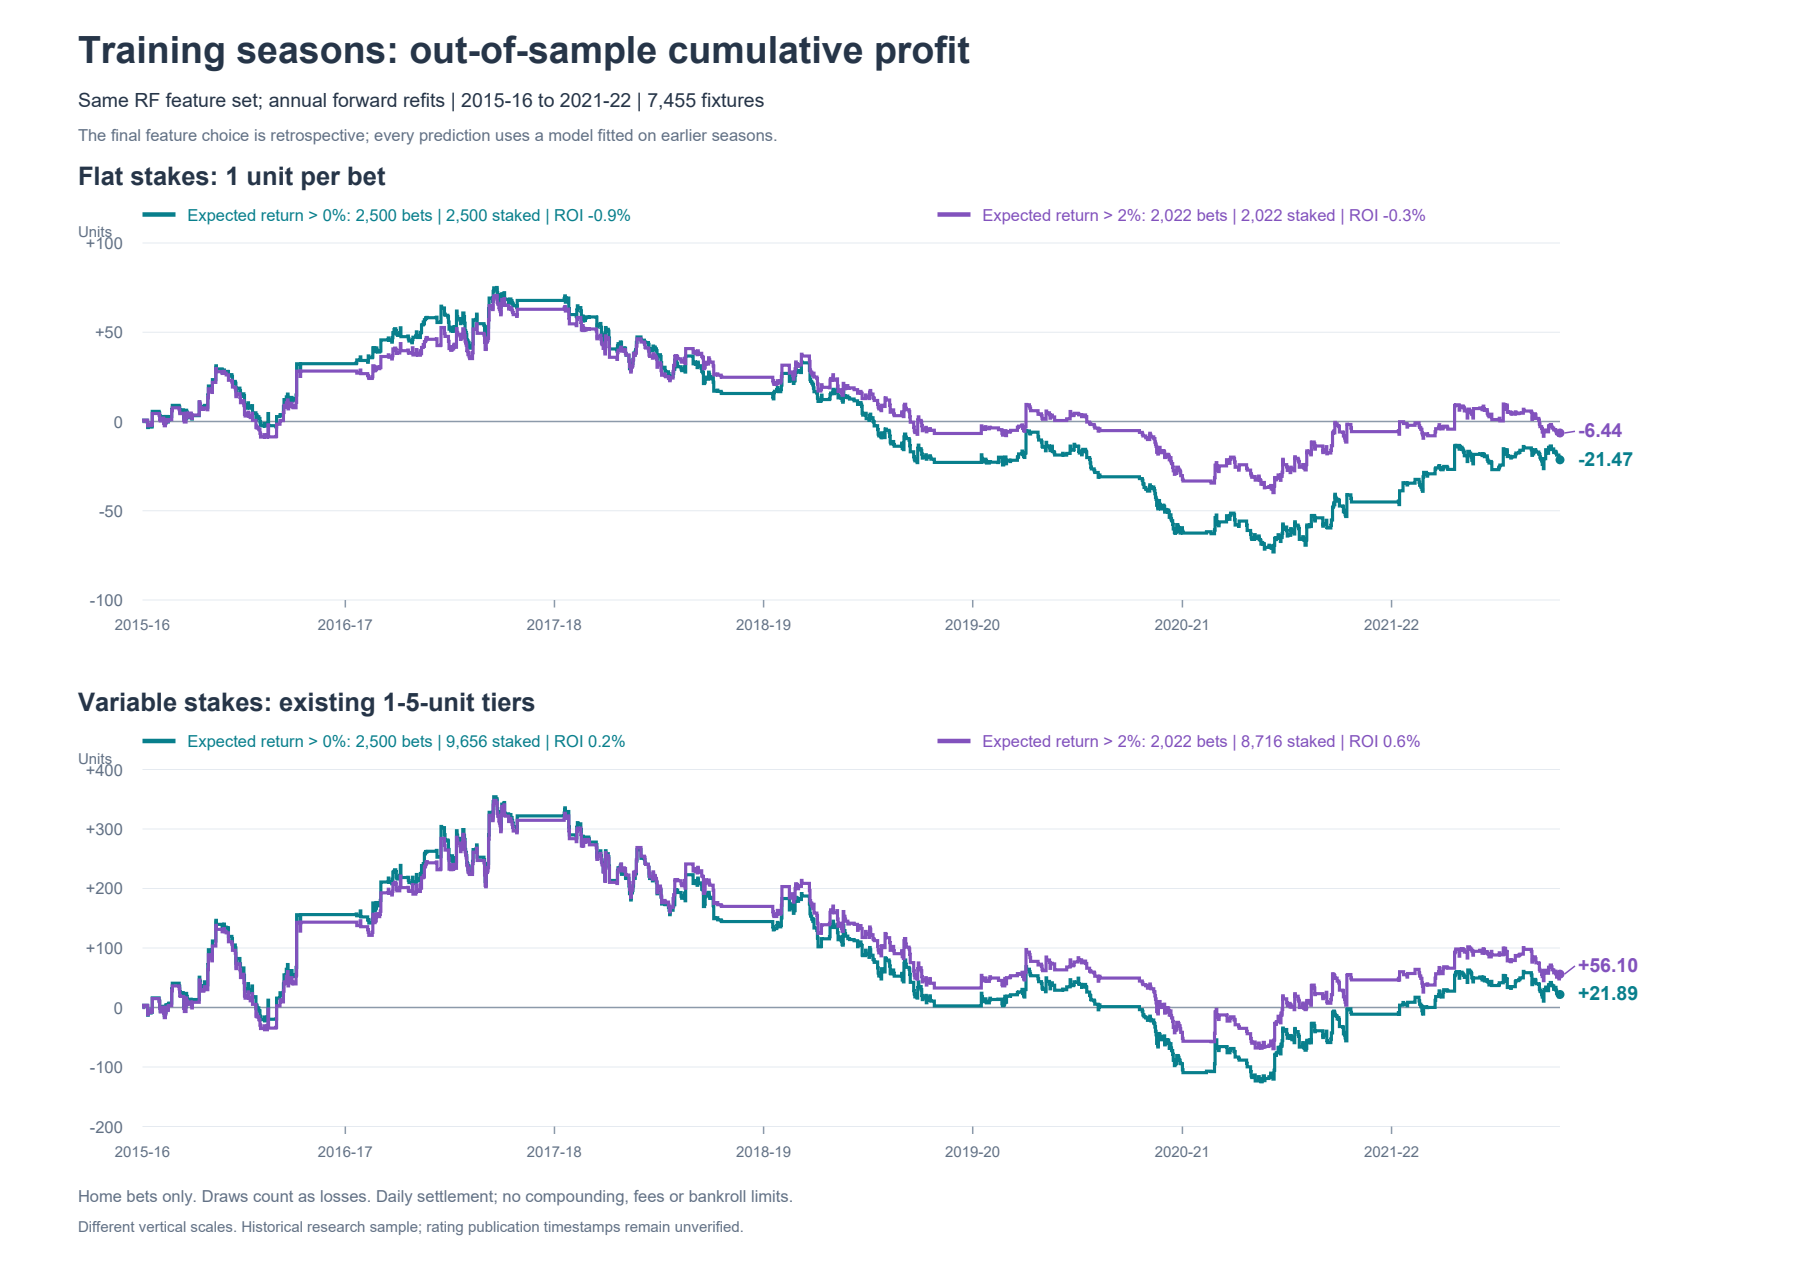 Training seasons: out-of-sample cumulative profit
Same RF feature set; annual forward refits | 2015-16 to 2021-22 | 7,455 fixtures
The final feature choice is retrospective; every prediction uses a model fitted on earlier seasons.
Flat stakes: 1 unit per bet
Expected return > 0%: 2,500 bets | 2,500 staked | ROI -0.9%
Expected return > 2%: 2,022 bets | 2,022 staked | ROI -0.3%
Units
+100
+50
0
-50
-100
-6.44
-21.47
2015-16
2016-17
2017-18
2018-19
2019-20
2020-21
2021-22
Variable stakes: existing 1-5-unit tiers
Expected return > 0%: 2,500 bets | 9,656 staked | ROI 0.2%
Expected return > 2%: 2,022 bets | 8,716 staked | ROI 0.6%
Units
+400
+300
+200
+100
0
-100
-200
+56.10
+21.89
2015-16
2016-17
2017-18
2018-19
2019-20
2020-21
2021-22
Home bets only. Draws count as losses. Daily settlement; no compounding, fees or bankroll limits.
Different vertical scales. Historical research sample; rating publication timestamps remain unverified.